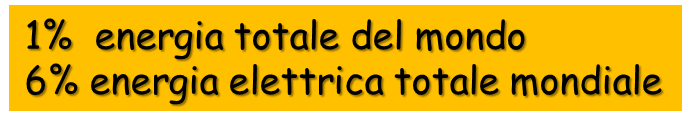 1% energia totale del mondo
6% energia elettrica totale mondiale